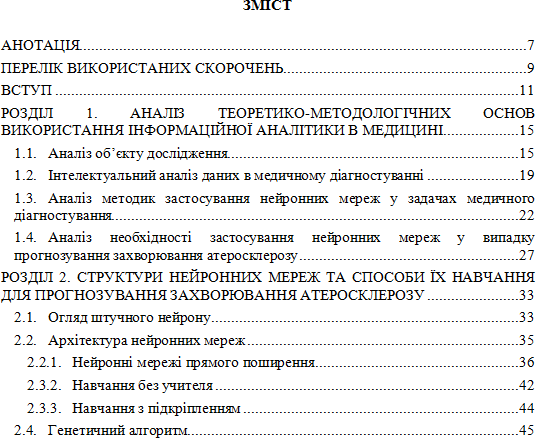 ЗМІСТ
АНОТАЦІЯ....................7
ПЕРЕЛІК ВИКОРИСТАНИХ СКОРОЧЕНЬ....................9
ВСТУП ....................11
РОЗДІЛ 1. АНАЛІЗ ТЕОРЕТИКО-МЕТОДОЛОГІЧНИХ ОСНОВ
ВИКОРИСТАННЯ ІНФОРМАЦІЙНОЇ АНАЛІТИКИ В МЕДИЦИНІ....................15
1.1. Аналіз об’єкту дослідження....................15
1.2. Інтелектуальний аналіз даних в медичному діагностуванні ....................19
1.3. Аналіз методик застосування нейронних мереж у задачах медичного
діагностування....................22
1.4. Аналіз необхідності застосування нейронних мереж у випадку
прогнозування захворювання атеросклерозу ....................27
РОЗДІЛ 2. СТРУКТУРИ НЕЙРОННИХ МЕРЕЖ ТА СПОСОБИ ЇХ НАВЧАННЯ
ДЛЯ ПРОГНОЗУВАННЯ ЗАХВОРЮВАННЯ АТЕРОСКЛЕРОЗУ ....................33
2.1. Огляд штучного нейрону....................33
2.2. Архітектура нейронних мереж ....................35
2.2.1. Нейронні мережі прямого поширення....................36
2.3.2. Навчання без учителя ....................42
2.3.3. Навчання з підкріпленням ....................44
2.4. Генетичний алгоритм....................45